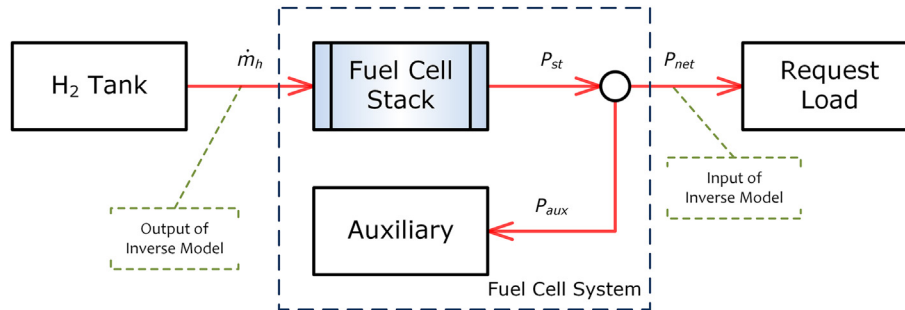 H₂ Tank
ṁₕ
Fuel Cell
Stack
Pst
Pnet
Request
Load
Output of
Inverse Model
Auxiliary
Paux
Input of
Inverse Model
Fuel Cell System